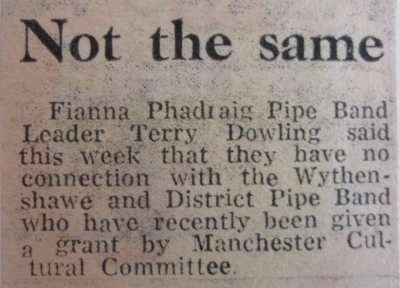 Not the same
Fianna Phadraig Pipe Band
Leader Terry Dowling said
this week that they have no
connection with the Wythen-
shawe and District Pipe Band
who have recently been given
a grant by Manchester Cul-
tural Committee.